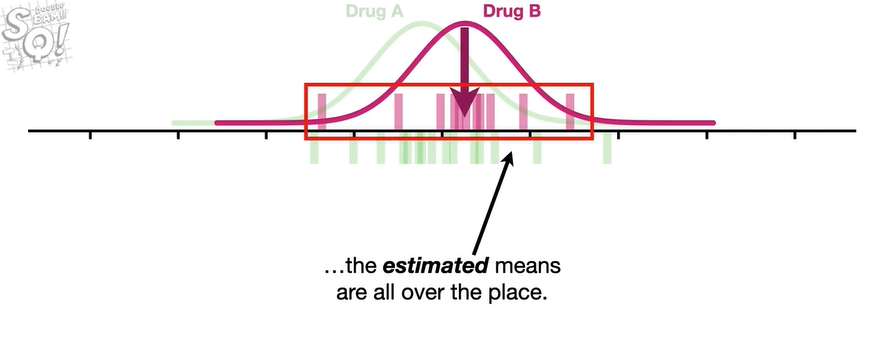 Drug A
Drug B
...the estimated means
are all over the place.